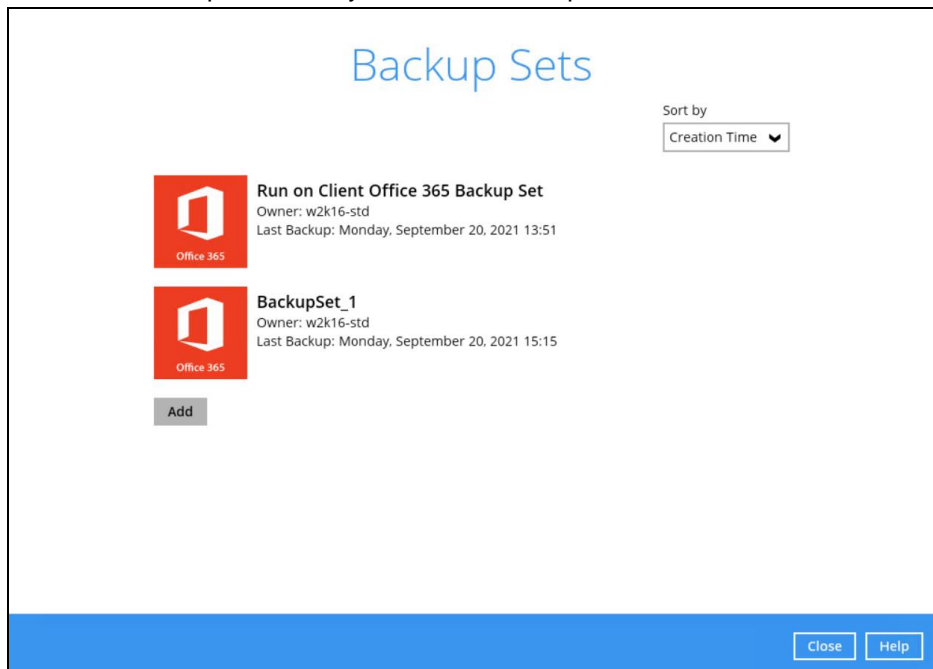 Backup Sets
Sort by
Creation Time
Run on Client Office 365 Backup Set
Owner: w2k16-std
Last Backup: Monday, September 20, 2021 13:51
Office 365
BackupSet_1
Owner: w2k16-std
Last Backup: Monday, September 20, 2021 15:15
Office 365
Add
Close
Help